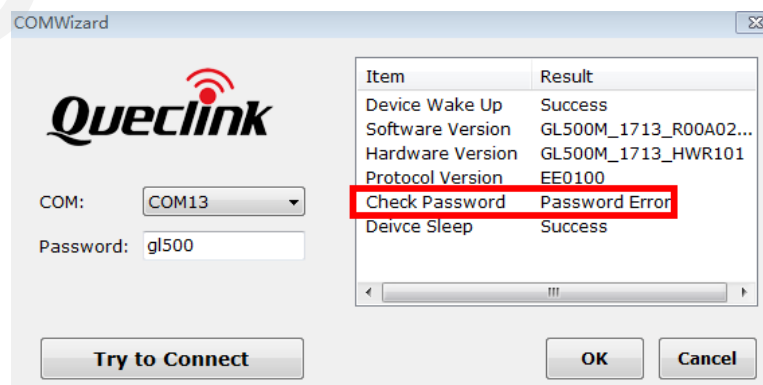 COMWizard
Queclink
COM: COM13
Password: gl500
Try to Connect
Item Result
Device Wake Up Success
Software Version GL500M_1713_R00A02...
Hardware Version GL500M_1713_HWR101
Protocol Version EE0100
Check Password Password Error
Deivce Sleep Success
OK Cancel